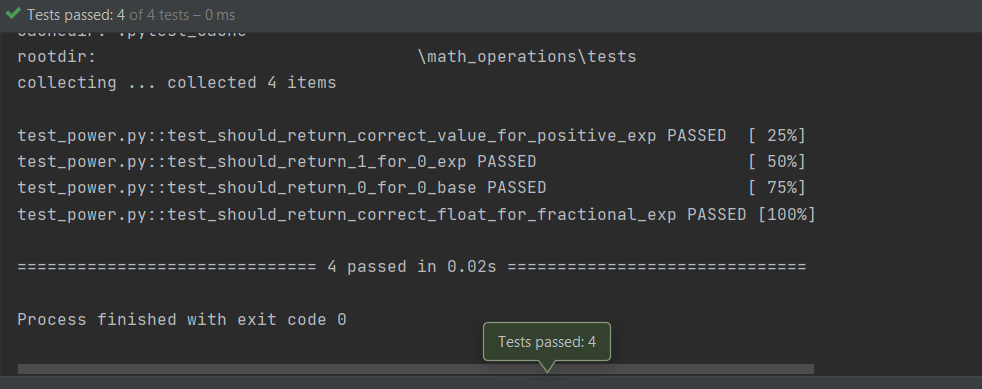 Tests passed: 4 of 4 tests – 0 ms
cachedir: .pytest_cache
rootdir: \math_operations\tests
collecting ... collected 4 items
test_power.py::test_should_return_correct_value_for_positive_exp PASSED [ 25%]
test_power.py::test_should_return_1_for_0_exp PASSED [ 50%]
test_power.py::test_should_return_0_for_0_base PASSED [ 75%]
test_power.py::test_should_return_correct_float_for_fractional_exp PASSED [100%]
============================== 4 passed in 0.02s ==============================
Process finished with exit code 0
Tests passed: 4